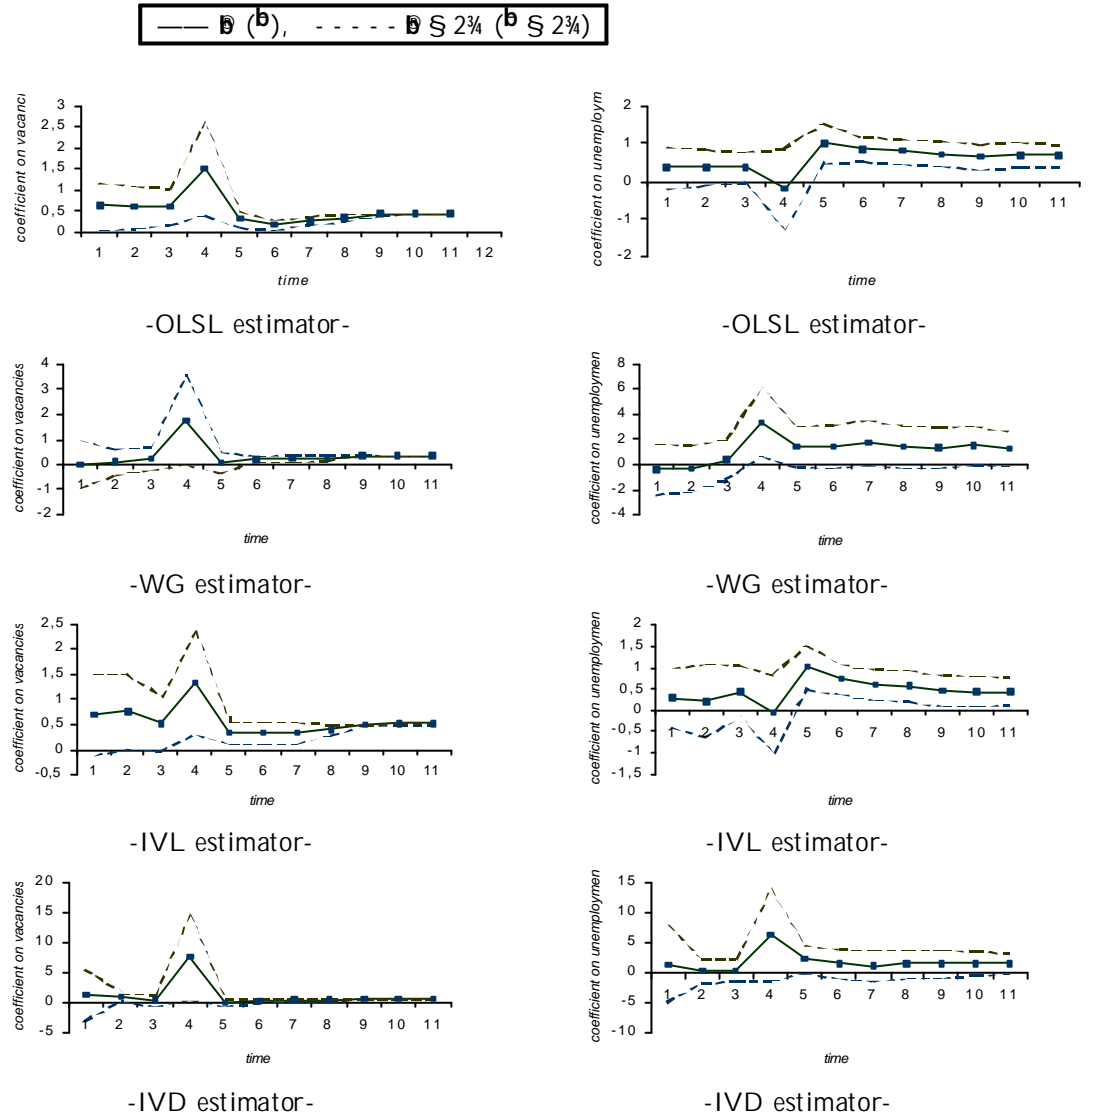 (b), - - - - - § 2¾ (b § 2¾)
coefficient on vacanci
3
2,5
2
1,5
1
0,5
0
1 2 3 4 5 6 7 8 9 10 11 12
time
-OLSL estimator-
coefficient on unemploym
2
1
0
-1
-2
1 2 3 4 5 6 7 8 9 10 11
time
-OLSL estimator-
coefficient on vacancies
4
3
2
1
0
-1
-2
1 2 3 4 5 6 7 8 9 10 11
time
-WG estimator-
coefficient on unemploymen
8
6
4
2
0
-2
-4
1 2 3 4 5 6 7 8 9 10 11
time
-WG estimator-
coefficient on vacancies
2,5
2
1,5
1
0,5
0
-0,5
1 2 3 4 5 6 7 8 9 10 11
time
-IVL estimator-
coefficient on unemploymen
2
1,5
1
0,5
0
-0,5
-1
-1,5
1 2 3 4 5 6 7 8 9 10 11
time
-IVL estimator-
coefficient on vacancies
20
15
10
5
0
-5
1 2 3 4 5 6 7 8 9 10 11
time
-IVD estimator-
coefficient on unemploymen
15
10
5
0
-5
-10
1 2 3 4 5 6 7 8 9 10 11
time
-IVD estimator-